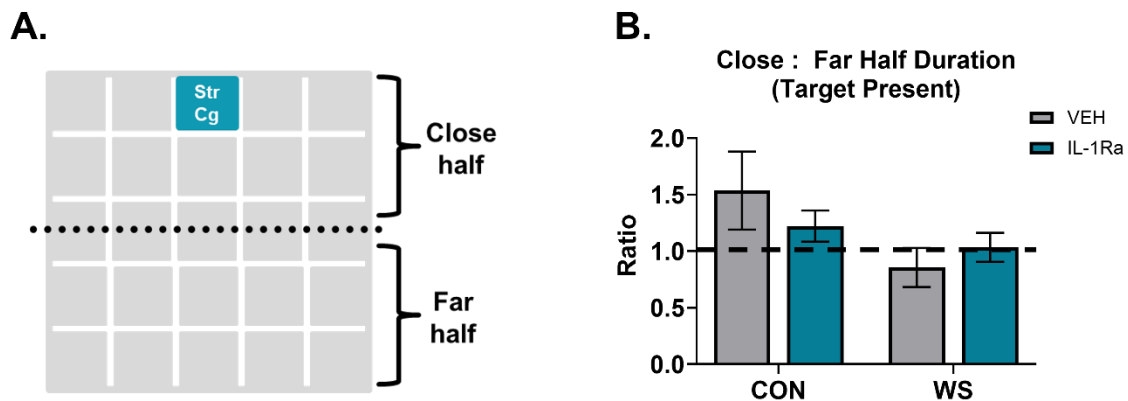 A.
Str
Cg
Close
half
Far
half
B.
Close : Far Half Duration
(Target Present)
VEH
IL-1Ra
Ratio
2.0
1.5
1.0
0.5
0.0
CON
WS